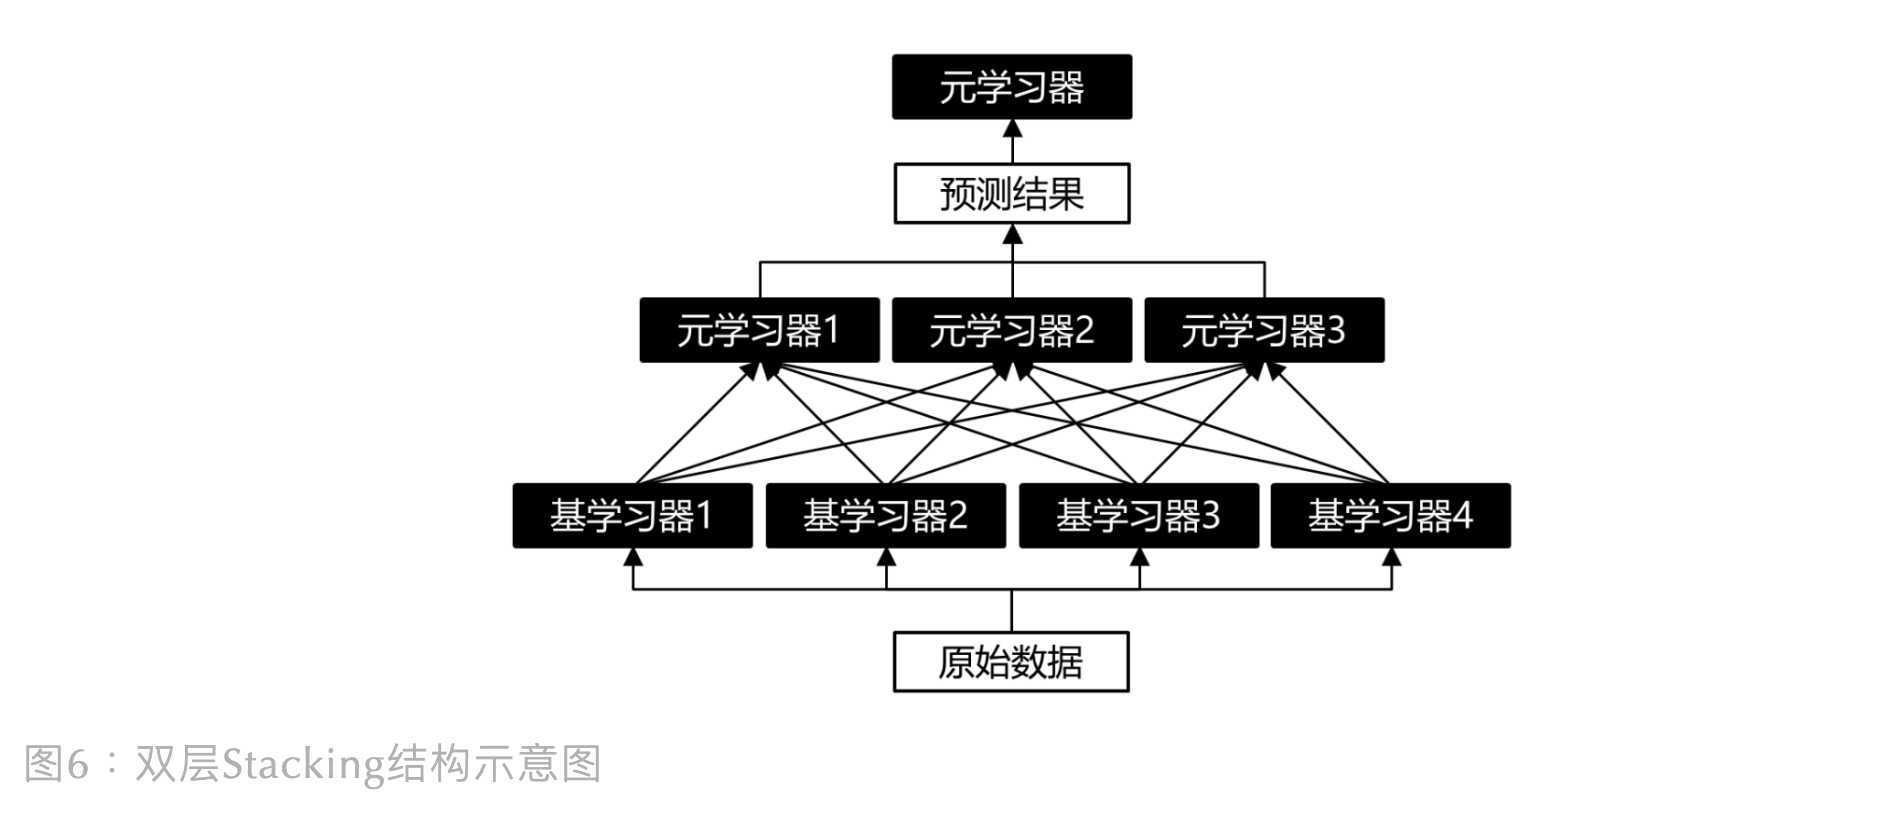 元学习器
预测结果
元学习器1 元学习器2 元学习器3
基学习器1 基学习器2 基学习器3 基学习器4
原始数据
图6：双层Stacking结构示意图